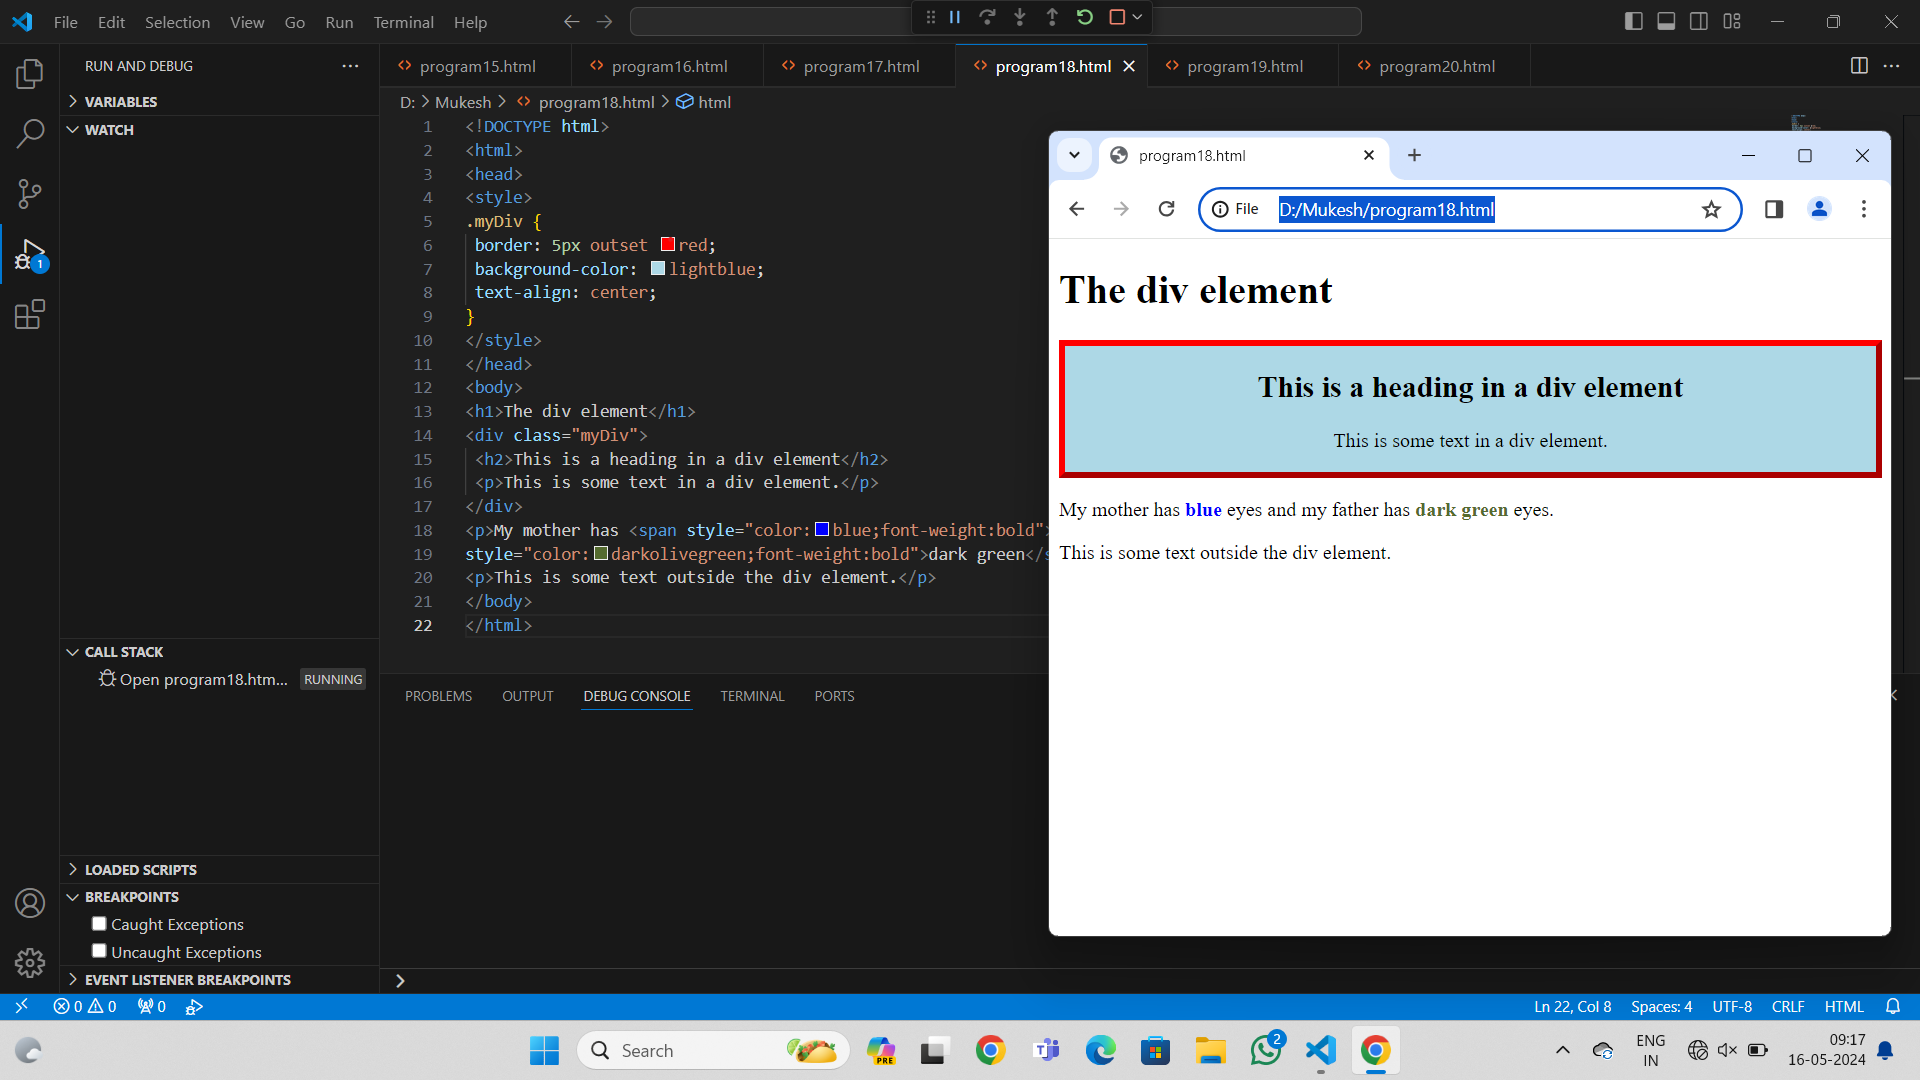 File Edit Selection View Go Run Terminal Help
RUN AND DEBUG
VARIABLES
WATCH
CALL STACK
Open program18.htm... RUNNING
LOADED SCRIPTS
BREAKPOINTS
Caught Exceptions
Uncaught Exceptions
EVENT LISTENER BREAKPOINTS
program15.html program16.html program17.html program18.html program19.html program20.html
D: > Mukesh > program18.html > html
1 <!DOCTYPE html>
2 <html>
3 <head>
4 <style>
5 .myDiv {
6 border: 5px outset red;
7 background-color: lightblue;
8 text-align: center;
9 }
10 </style>
11 </head>
12 <body>
13 <h1>The div element</h1>
14 <div class="myDiv">
15 <h2>This is a heading in a div element</h2>
16 <p>This is some text in a div element.</p>
17 </div>
18 <p>My mother has <span style="color:blue;font-weight:bold">
19 style="color:darkolivegreen;font-weight:bold">dark green</s
20 <p>This is some text outside the div element.</p>
21 </body>
22 </html>
PROBLEMS OUTPUT DEBUG CONSOLE TERMINAL PORTS
program18.html
File D:/Mukesh/program18.html
The div element
This is a heading in a div element
This is some text in a div element.
My mother has blue eyes and my father has dark green eyes.
This is some text outside the div element.
0 0 0
Ln 22, Col 8 Spaces: 4 UTF-8 CRLF HTML
1
Search
PRE
2
ENG
IN
09:17
16-05-2024